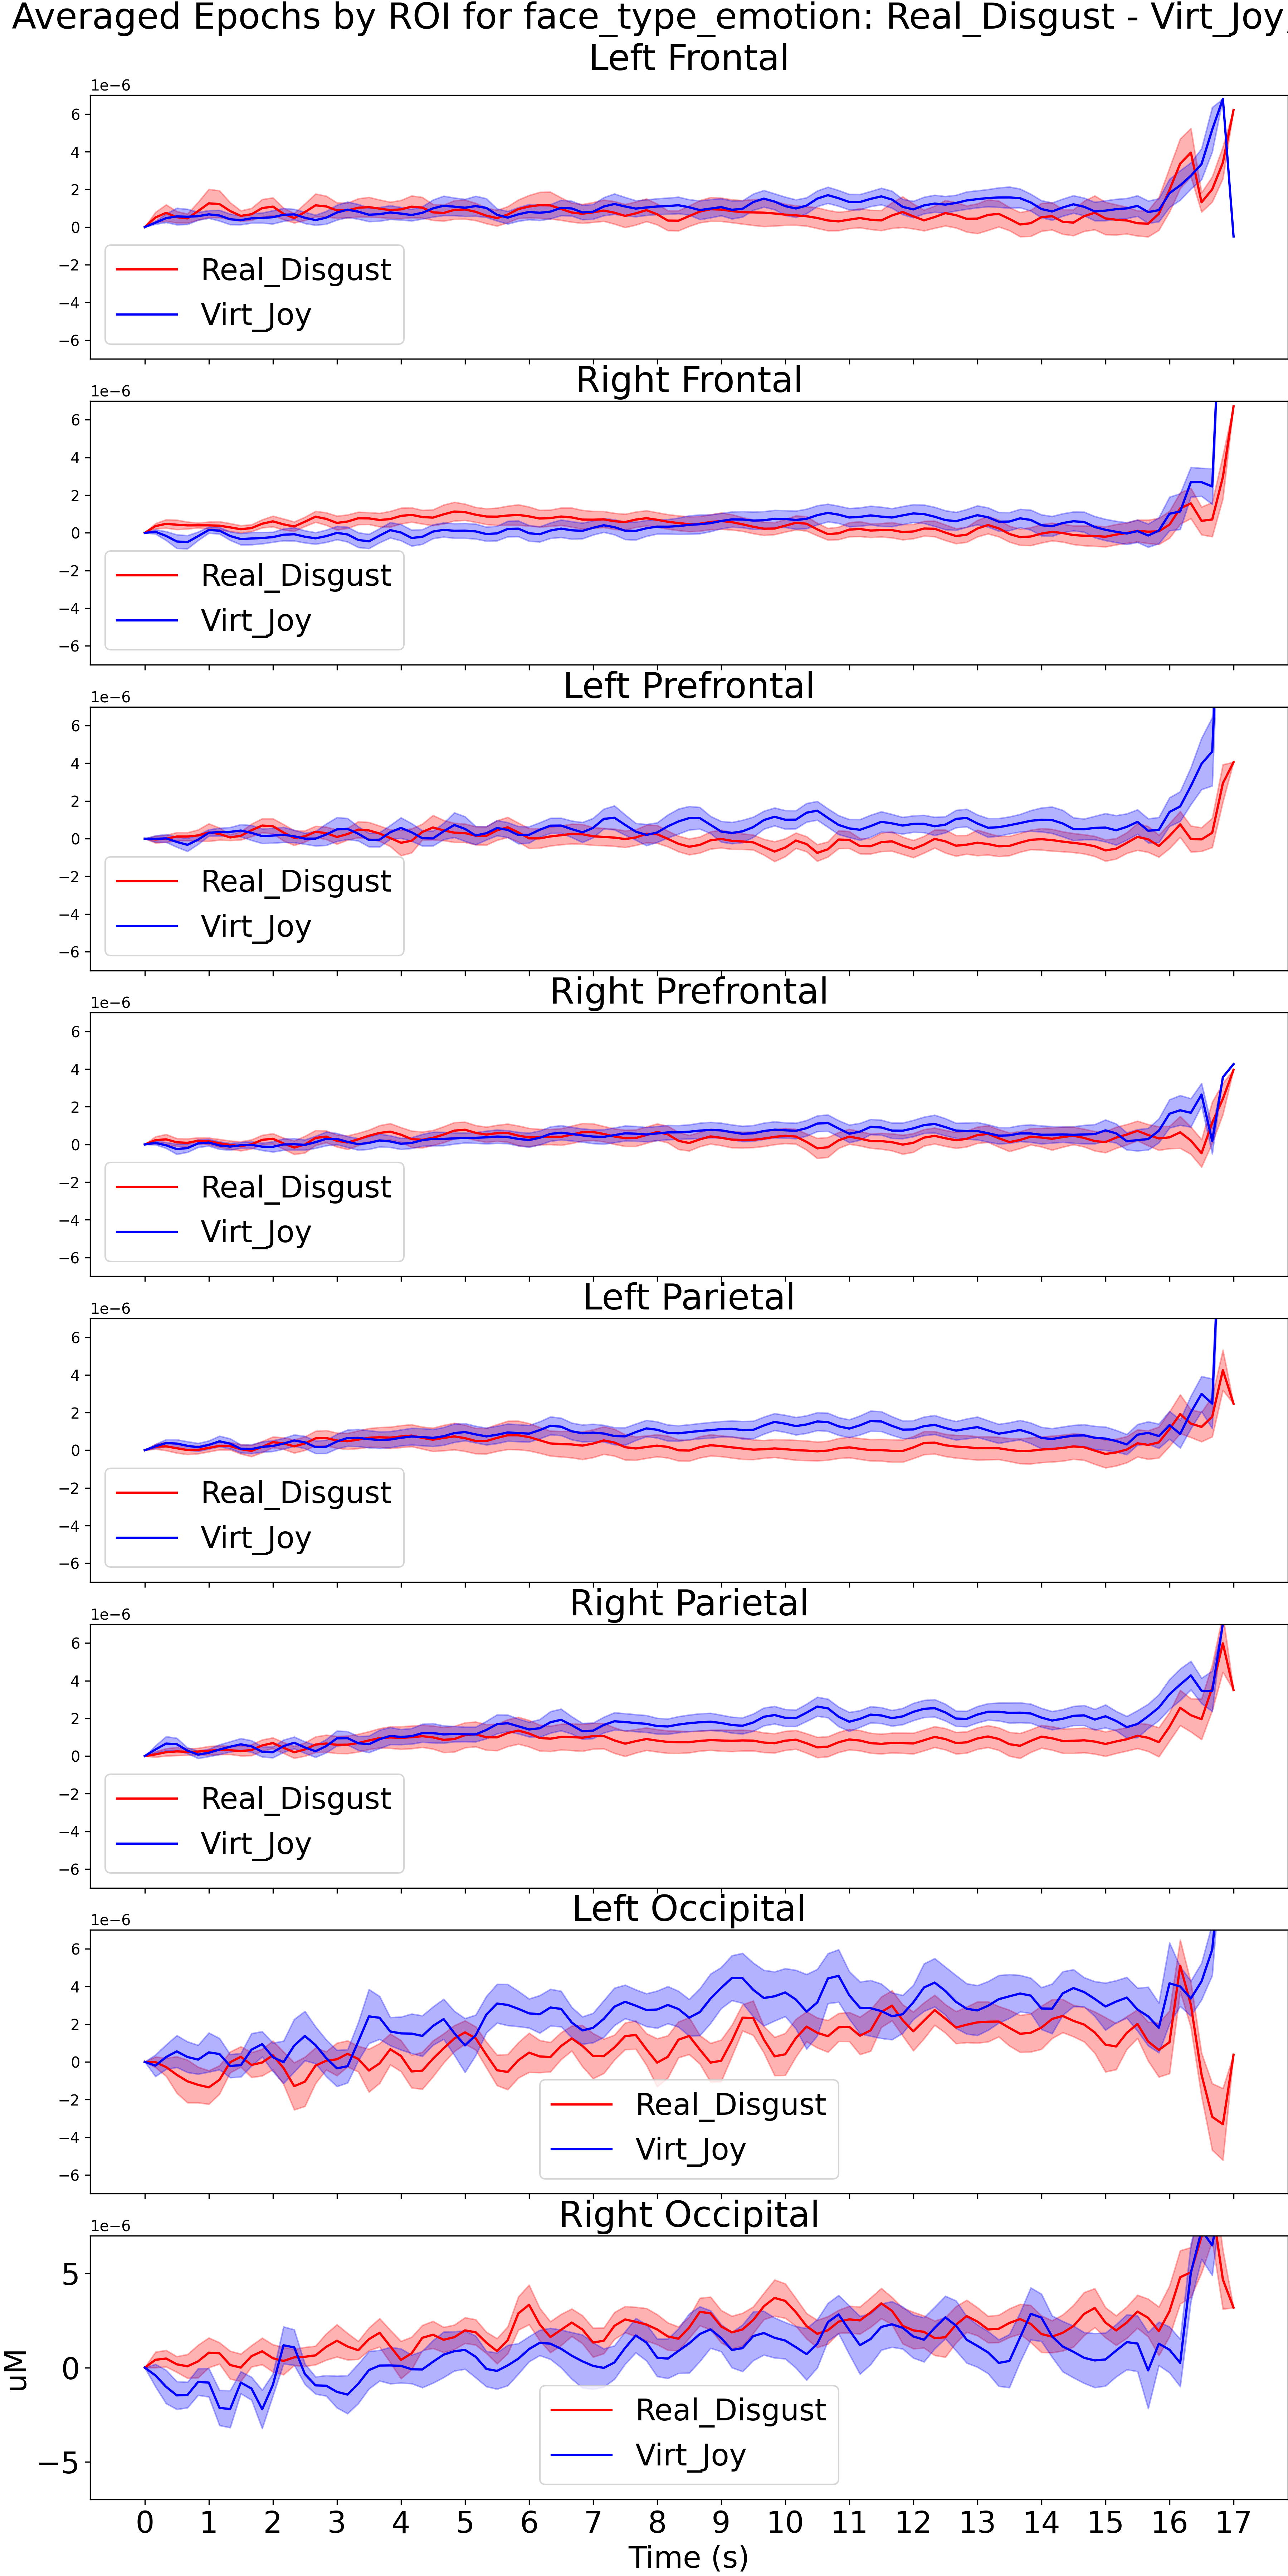 Averaged Epochs by ROI for face_type_emotion: Real_Disgust - Virt_Joy,
Left Frontal
1e−6
6
4
2
0
−2
−4
−6
Real_Disgust
Virt_Joy
Right Frontal
1e−6
6
4
2
0
−2
−4
−6
Real_Disgust
Virt_Joy
Left Prefrontal
1e−6
6
4
2
0
−2
−4
−6
Real_Disgust
Virt_Joy
Right Prefrontal
1e−6
6
4
2
0
−2
−4
−6
Real_Disgust
Virt_Joy
Left Parietal
1e−6
6
4
2
0
−2
−4
−6
Real_Disgust
Virt_Joy
Right Parietal
1e−6
6
4
2
0
−2
−4
−6
Real_Disgust
Virt_Joy
Left Occipital
1e−6
6
4
2
0
−2
−4
−6
Real_Disgust
Virt_Joy
Right Occipital
1e−6
5
0
−5
uM
Real_Disgust
Virt_Joy
0 1 2 3 4 5 6 7 8 9 10 11 12 13 14 15 16 17
Time (s)